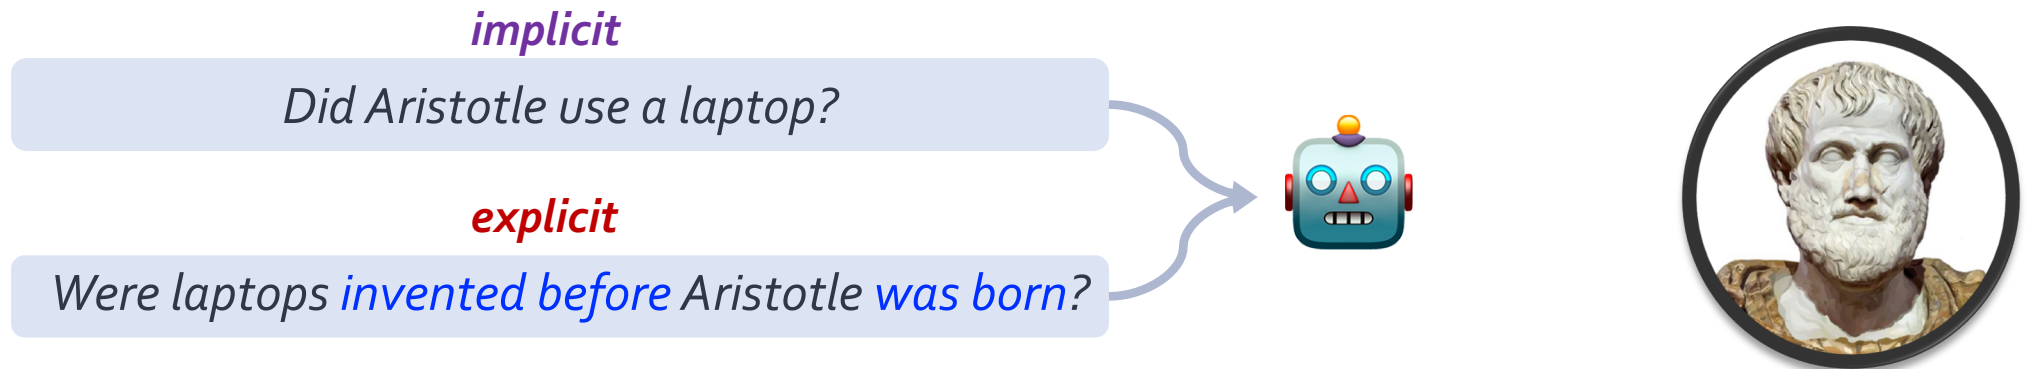 implicit
Did Aristotle use a laptop?
explicit
Were laptops invented before Aristotle was born?